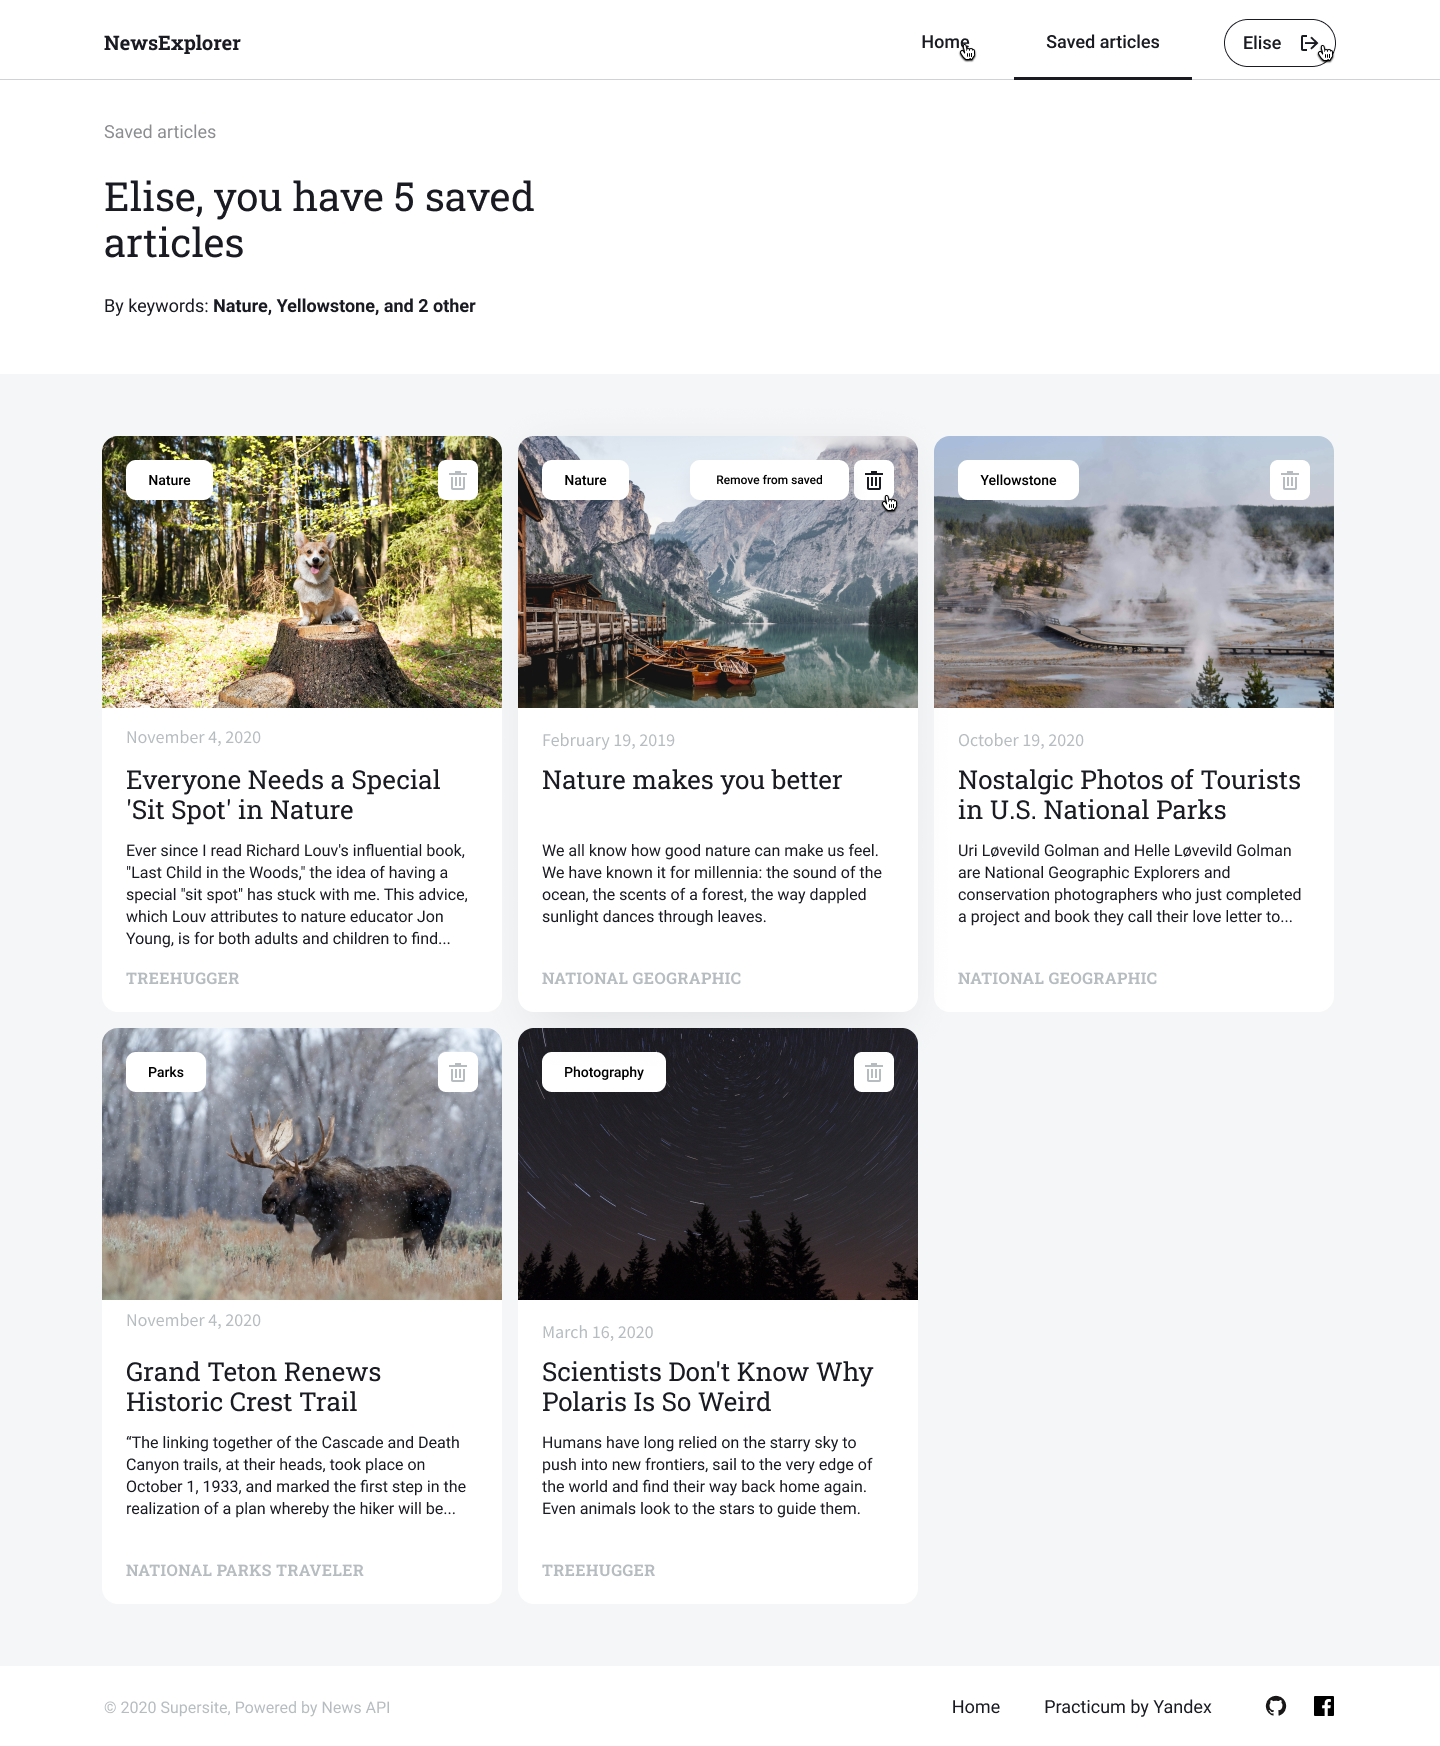 NewsExplorer
Home
Saved articles
Elise
Saved articles
Elise, you have 5 saved
articles
By keywords: Nature, Yellowstone, and 2 other
Nature
November 4, 2020
Everyone Needs a Special
'Sit Spot' in Nature
Ever since I read Richard Louv's influential book,
"Last Child in the Woods," the idea of having a
special "sit spot" has stuck with me. This advice,
which Louv attributes to nature educator Jon
Young, is for both adults and children to find...
TREEHUGGER
Nature
Remove from saved
February 19, 2019
Nature makes you better
We all know how good nature can make us feel.
We have known it for millennia: the sound of the
ocean, the scents of a forest, the way dappled
sunlight dances through leaves.
NATIONAL GEOGRAPHIC
Yellowstone
October 19, 2020
Nostalgic Photos of Tourists
in U.S. National Parks
Uri Løvevild Golman and Helle Løvevild Golman
are National Geographic Explorers and
conservation photographers who just completed
a project and book they call their love letter to...
NATIONAL GEOGRAPHIC
Parks
November 4, 2020
Grand Teton Renews
Historic Crest Trail
“The linking together of the Cascade and Death
Canyon trails, at their heads, took place on
October 1, 1933, and marked the first step in the
realization of a plan whereby the hiker will be...
NATIONAL PARKS TRAVELER
Photography
March 16, 2020
Scientists Don't Know Why
Polaris Is So Weird
Humans have long relied on the starry sky to
push into new frontiers, sail to the very edge of
the world and find their way back home again.
Even animals look to the stars to guide them.
TREEHUGGER
© 2020 Supersite, Powered by News API
Home
Practicum by Yandex